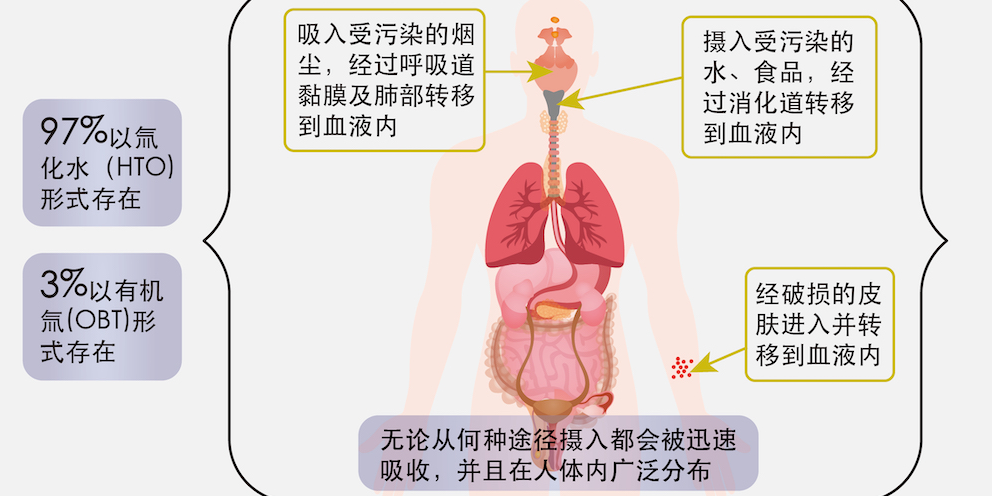 97%以氚
化水（HTO)
形式存在
3%以有机
氚(OBT)形
式存在
吸入受污染的烟
尘，经过呼吸道
黏膜及肺部转移
到血液内
摄入受污染的
水、食品，经
过消化道转移
到血液内
经破损的皮
肤进入并转
移到血液内
无论从何种途径摄入都会被迅速
吸收，并且在人体内广泛分布